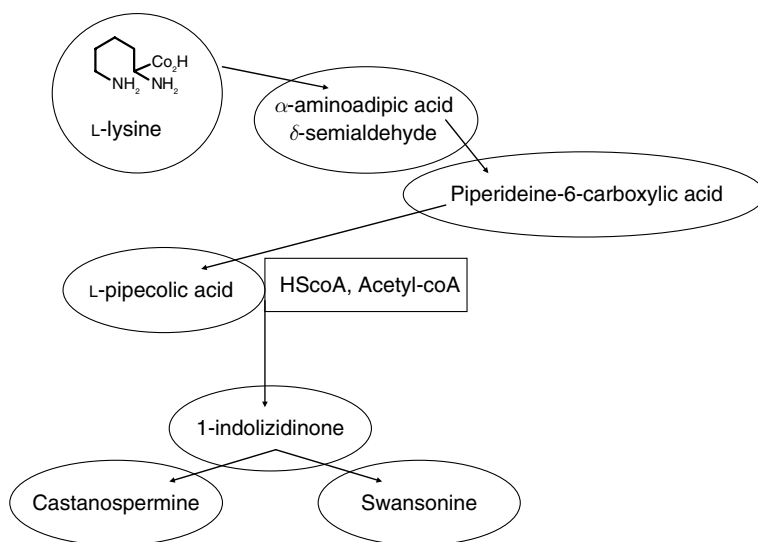 Co₂H
NH₂ NH₂
L-lysine
α-aminoadipic acid
δ-semialdehyde
Piperideine-6-carboxylic acid
L-pipecolic acid
HScoA, Acetyl-coA
1-indolizidinone
Castanospermine
Swansonine